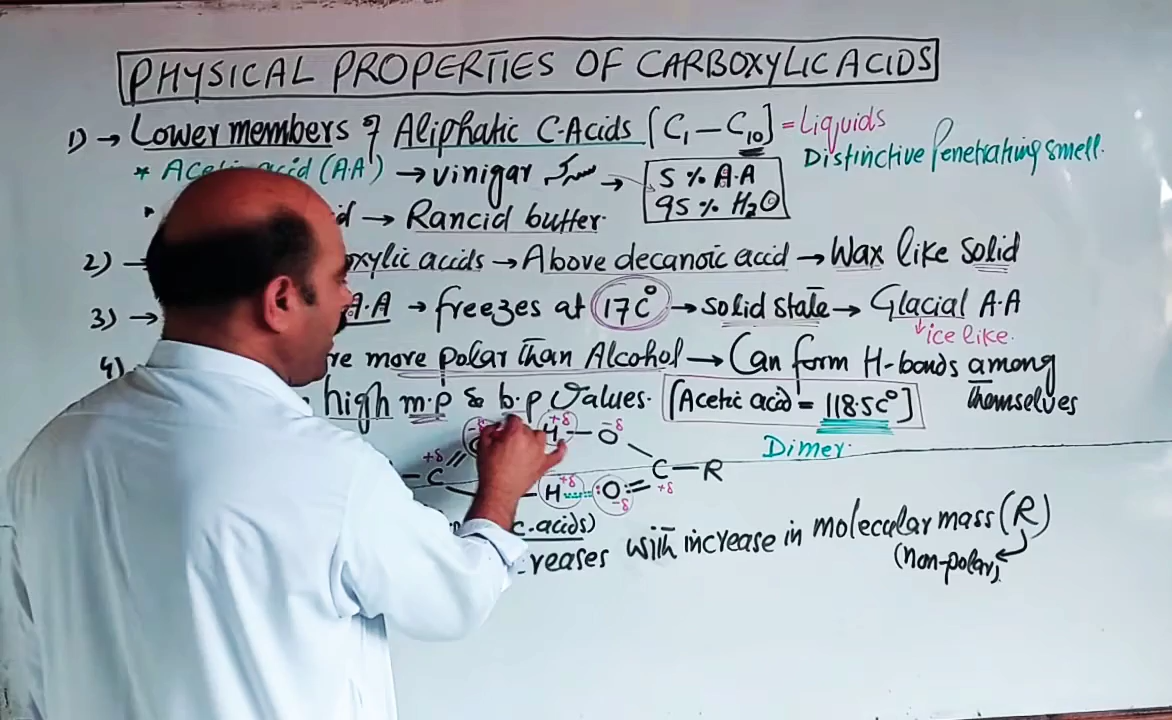 PHYSICAL PROPERTIES OF CARBOXYLIC ACIDS
1) → Lower members of Aliphatic C.Acids [C1 – C10] = Liquids
Distinctive Penetrating smell.
* Acetic acid (A.A) → vinigar سرکہ → 5 % A.A
95 % H2O
→ Rancid butter.
2) → oxylic acids → Above decanoic acid → Wax like solid
3) → A.A → freezes at 17C° → solid state → Glacial A.A
↓ ice like.
4) re more polar than Alcohol → Can form H-bonds among themselves
high m.p & b.p values. [Acetic acid = 118.5C°]
Dimer.
+δ H – O -δ
+δ C
C – R +δ
– H +δ :O: -δ =
c.acids)
reases with increase in molecular mass (R)
(non-polar)